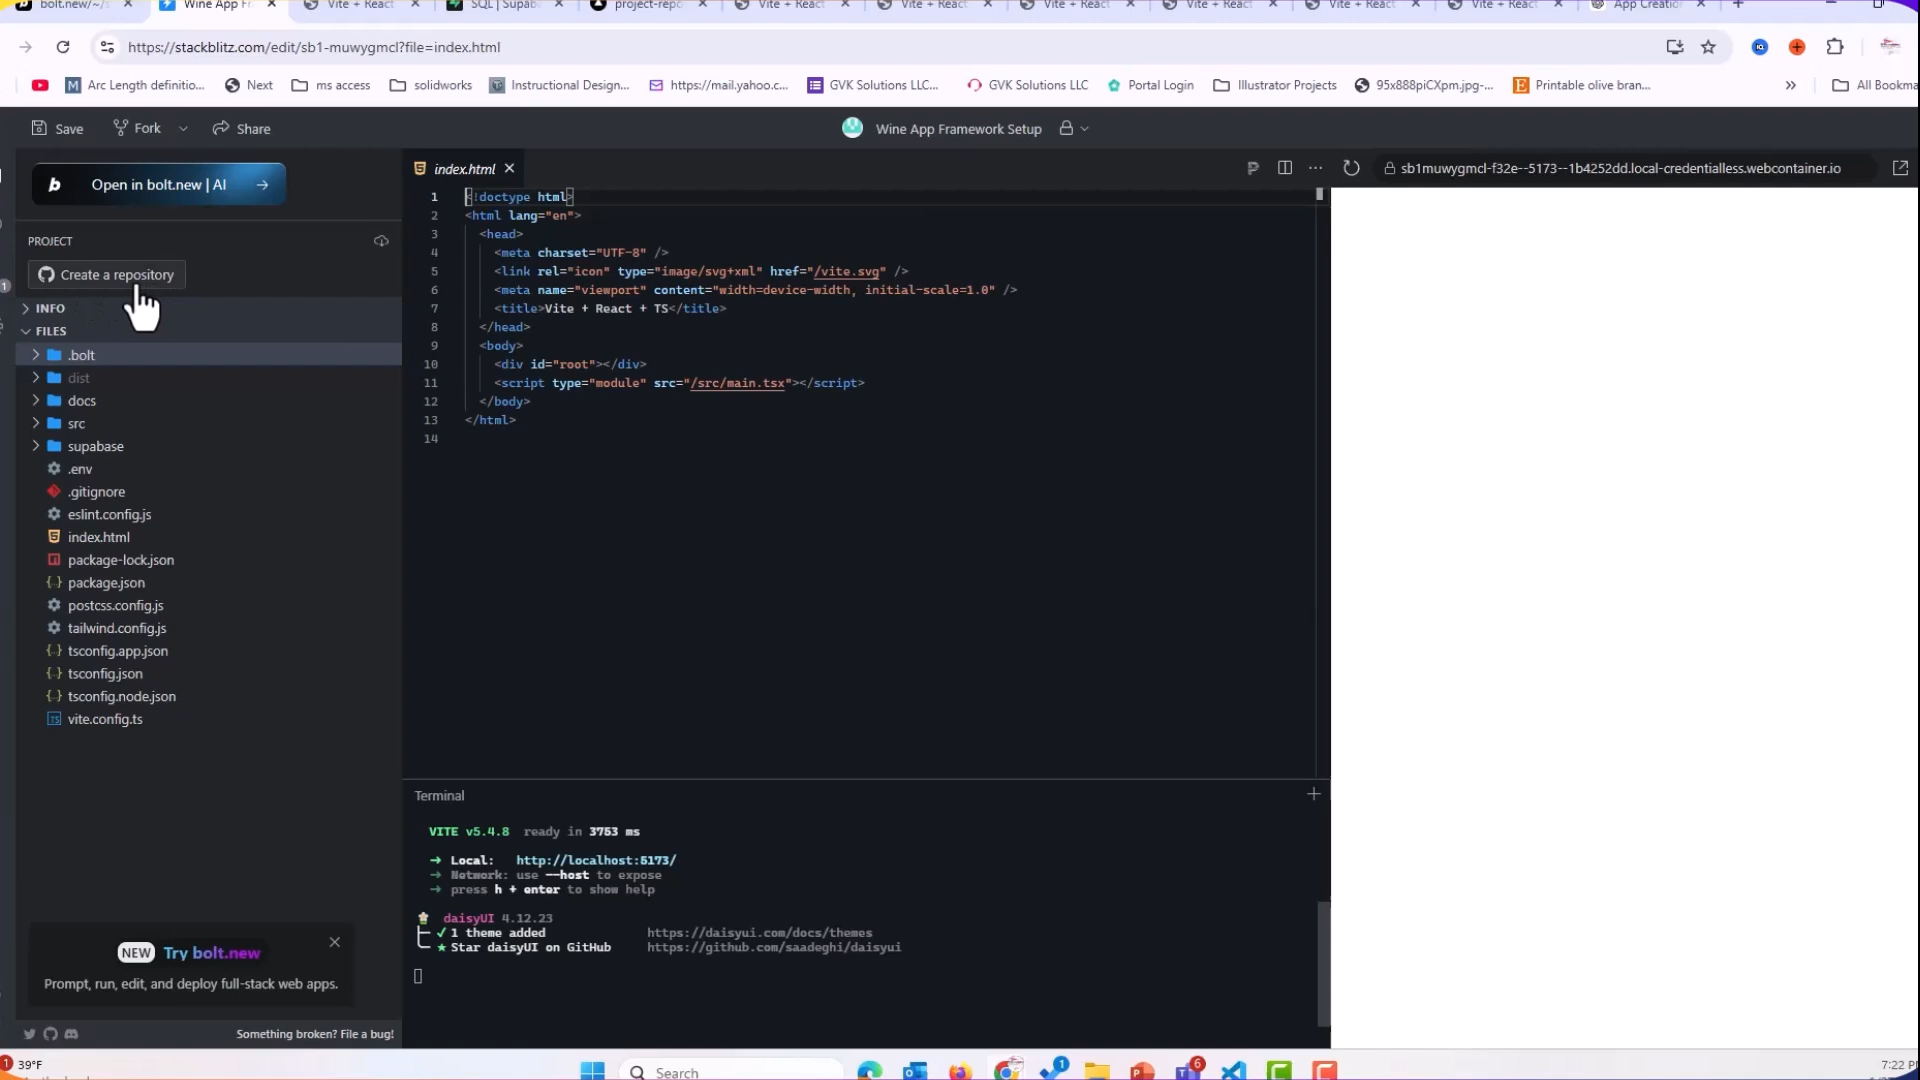 bolt.new/~/s
Wine App Fr
Vite + React
SQL | Supab
project-repo
Vite + React
Vite + React
Vite + React
Vite + React
Vite + React
Vite + React
App Creatio
https://stackblitz.com/edit/sb1-muwygmcl?file=index.html
Arc Length definitio...
Next
ms access
solidworks
Instructional Design...
https://mail.yahoo.c...
GVK Solutions LLC...
GVK Solutions LLC
Portal Login
Illustrator Projects
95x888piCXpm.jpg-...
Printable olive bran...
»
All Bookma
Save
Fork
Share
Wine App Framework Setup
b Open in bolt.new | AI →
index.html
sb1muwygmcl-f32e--5173--1b4252dd.local-credentialless.webcontainer.io
PROJECT
Create a repository
INFO
FILES
.bolt
dist
docs
src
supabase
.env
.gitignore
eslint.config.js
index.html
package-lock.json
{..} package.json
postcss.config.js
tailwind.config.js
{..} tsconfig.app.json
{..} tsconfig.json
{..} tsconfig.node.json
TS vite.config.ts
1 <!doctype html>
2 <html lang="en">
3 <head>
4 <meta charset="UTF-8" />
5 <link rel="icon" type="image/svg+xml" href="/vite.svg" />
6 <meta name="viewport" content="width=device-width, initial-scale=1.0" />
7 <title>Vite + React + TS</title>
8 </head>
9 <body>
10 <div id="root"></div>
11 <script type="module" src="/src/main.tsx"></script>
12 </body>
13 </html>
14
Terminal
VITE v5.4.8 ready in 3753 ms
➜ Local: http://localhost:5173/
➜ Network: use --host to expose
➜ press h + enter to show help
daisyUI 4.12.23
├─ ✓ 1 theme added https://daisyui.com/docs/themes
╰─ ★ Star daisyUI on GitHub https://github.com/saadeghi/daisyui
NEW Try bolt.new
Prompt, run, edit, and deploy full-stack web apps.
Something broken? File a bug!
1
1
39°F
Search
1
6
7:22 P